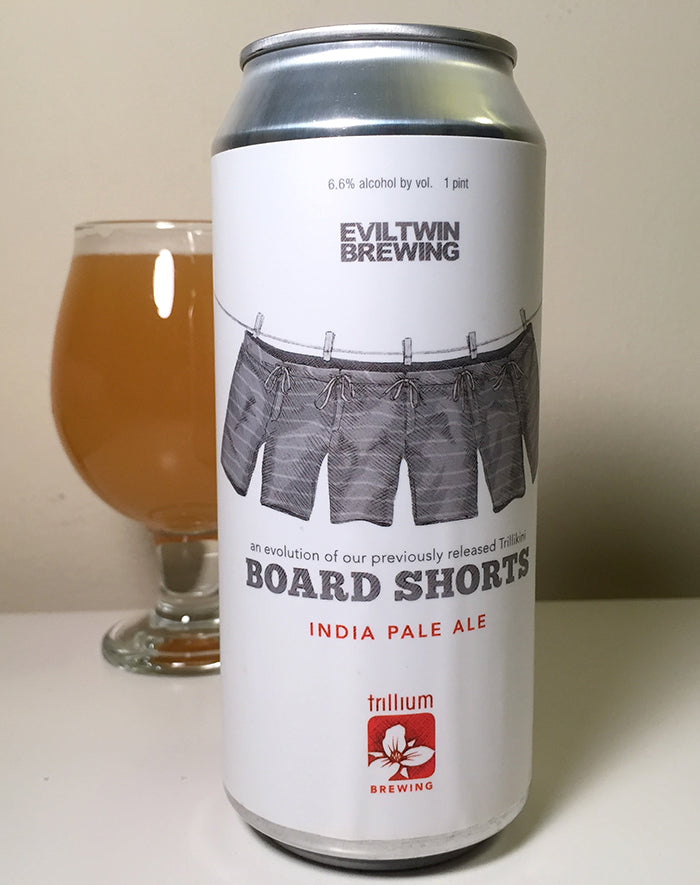 6.6% alcohol by vol. 1 pint
EVILTWIN
BREWING
an evolution of our previously released Trillikini
BOARD SHORTS
INDIA PALE ALE
trillium
BREWING